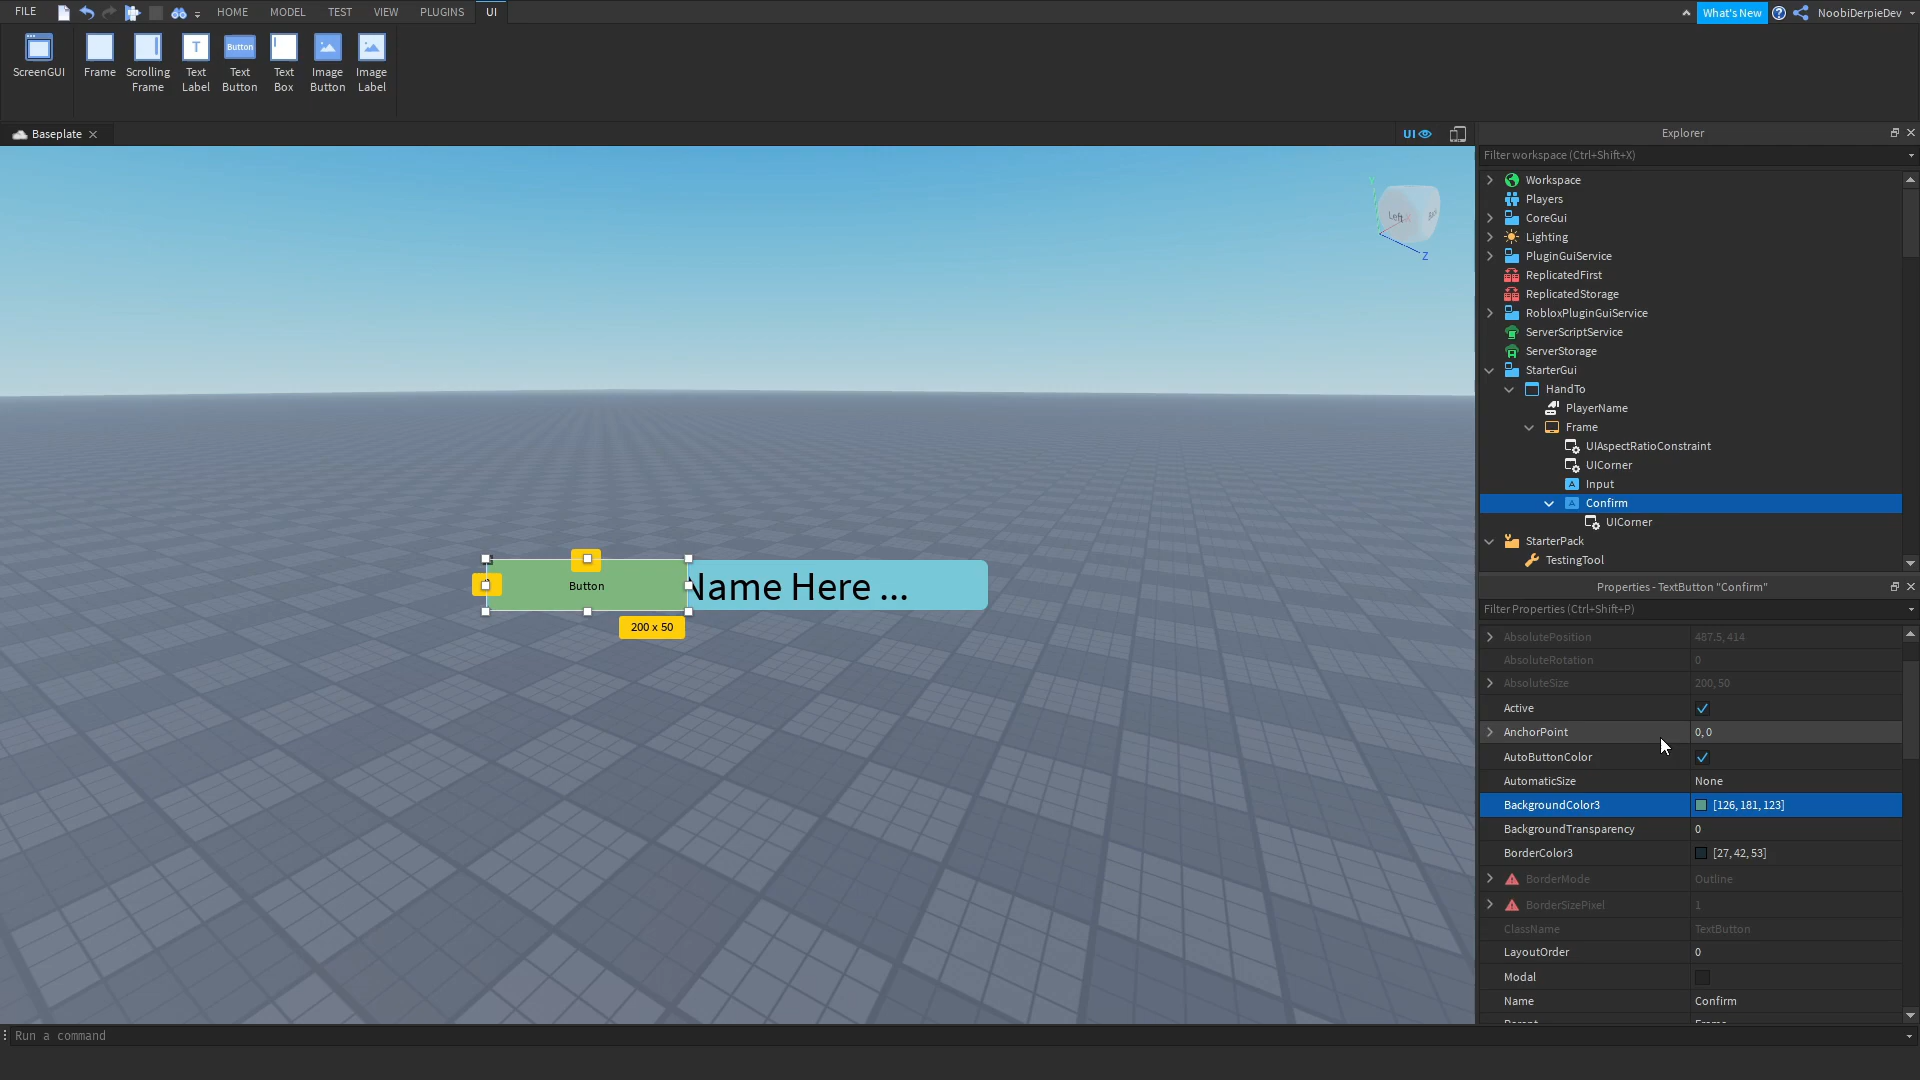 FILE
HOME
MODEL
TEST
VIEW
PLUGINS
UI
What's New
NoobiDerpieDev
ScreenGUI
Frame
Scrolling
Frame
T
Text
Label
Button
Text
Button
Text
Box
Image
Button
Image
Label
Baseplate
UI
Explorer
Filter workspace (Ctrl+Shift+X)
Workspace
Players
CoreGui
Lighting
PluginGuiService
ReplicatedFirst
ReplicatedStorage
RobloxPluginGuiService
ServerScriptService
ServerStorage
StarterGui
HandTo
PlayerName
Frame
UIAspectRatioConstraint
UICorner
Input
Confirm
UICorner
StarterPack
TestingTool
Y
Left
X
Z
Button
Name Here ...
200 x 50
Properties - TextButton "Confirm"
Filter Properties (Ctrl+Shift+P)
AbsolutePosition 487.5, 414
AbsoluteRotation 0
AbsoluteSize 200, 50
Active
AnchorPoint 0, 0
AutoButtonColor
AutomaticSize None
BackgroundColor3 [126, 181, 123]
BackgroundTransparency 0
BorderColor3 [27, 42, 53]
BorderMode Outline
BorderSizePixel 1
ClassName TextButton
LayoutOrder 0
Modal
Name Confirm
Parent Frame
Run a command